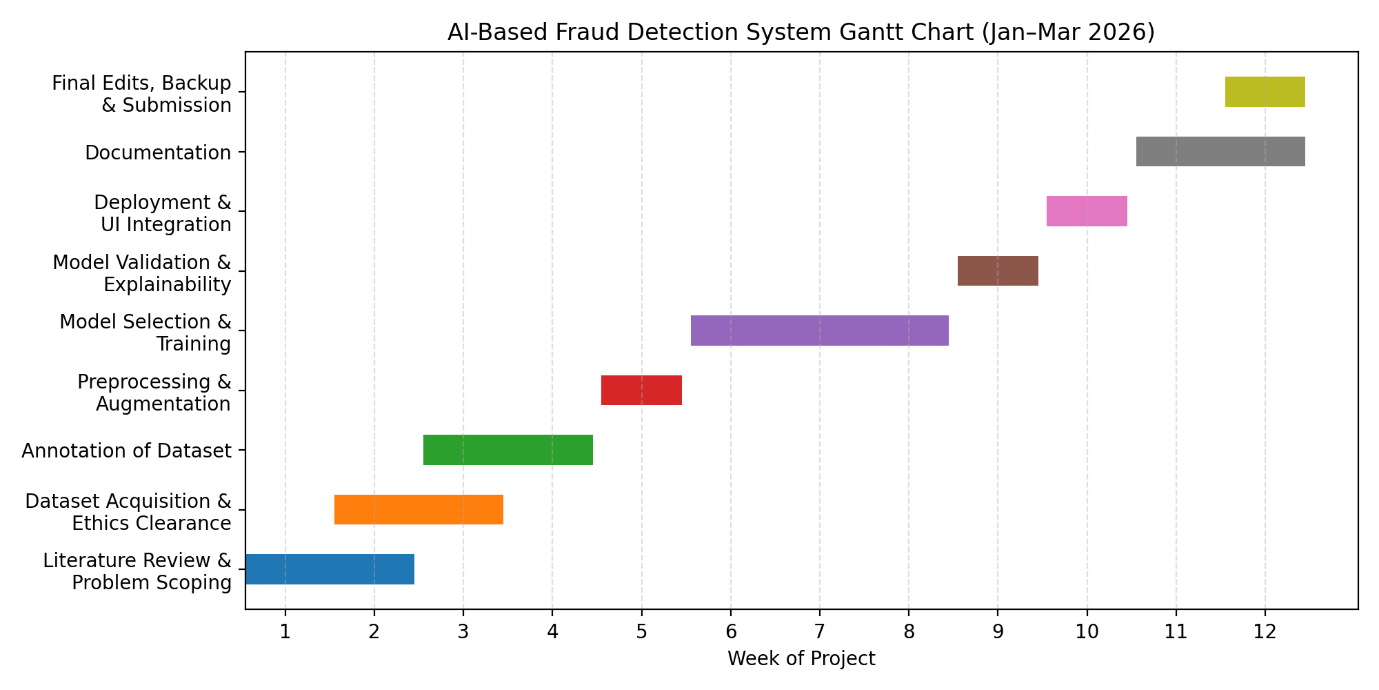 AI-Based Fraud Detection System Gantt Chart (Jan–Mar 2026)
Final Edits, Backup
& Submission
Documentation
Deployment &
UI Integration
Model Validation &
Explainability
Model Selection &
Training
Preprocessing &
Augmentation
Annotation of Dataset
Dataset Acquisition &
Ethics Clearance
Literature Review &
Problem Scoping
1 2 3 4 5 6 7 8 9 10 11 12
Week of Project